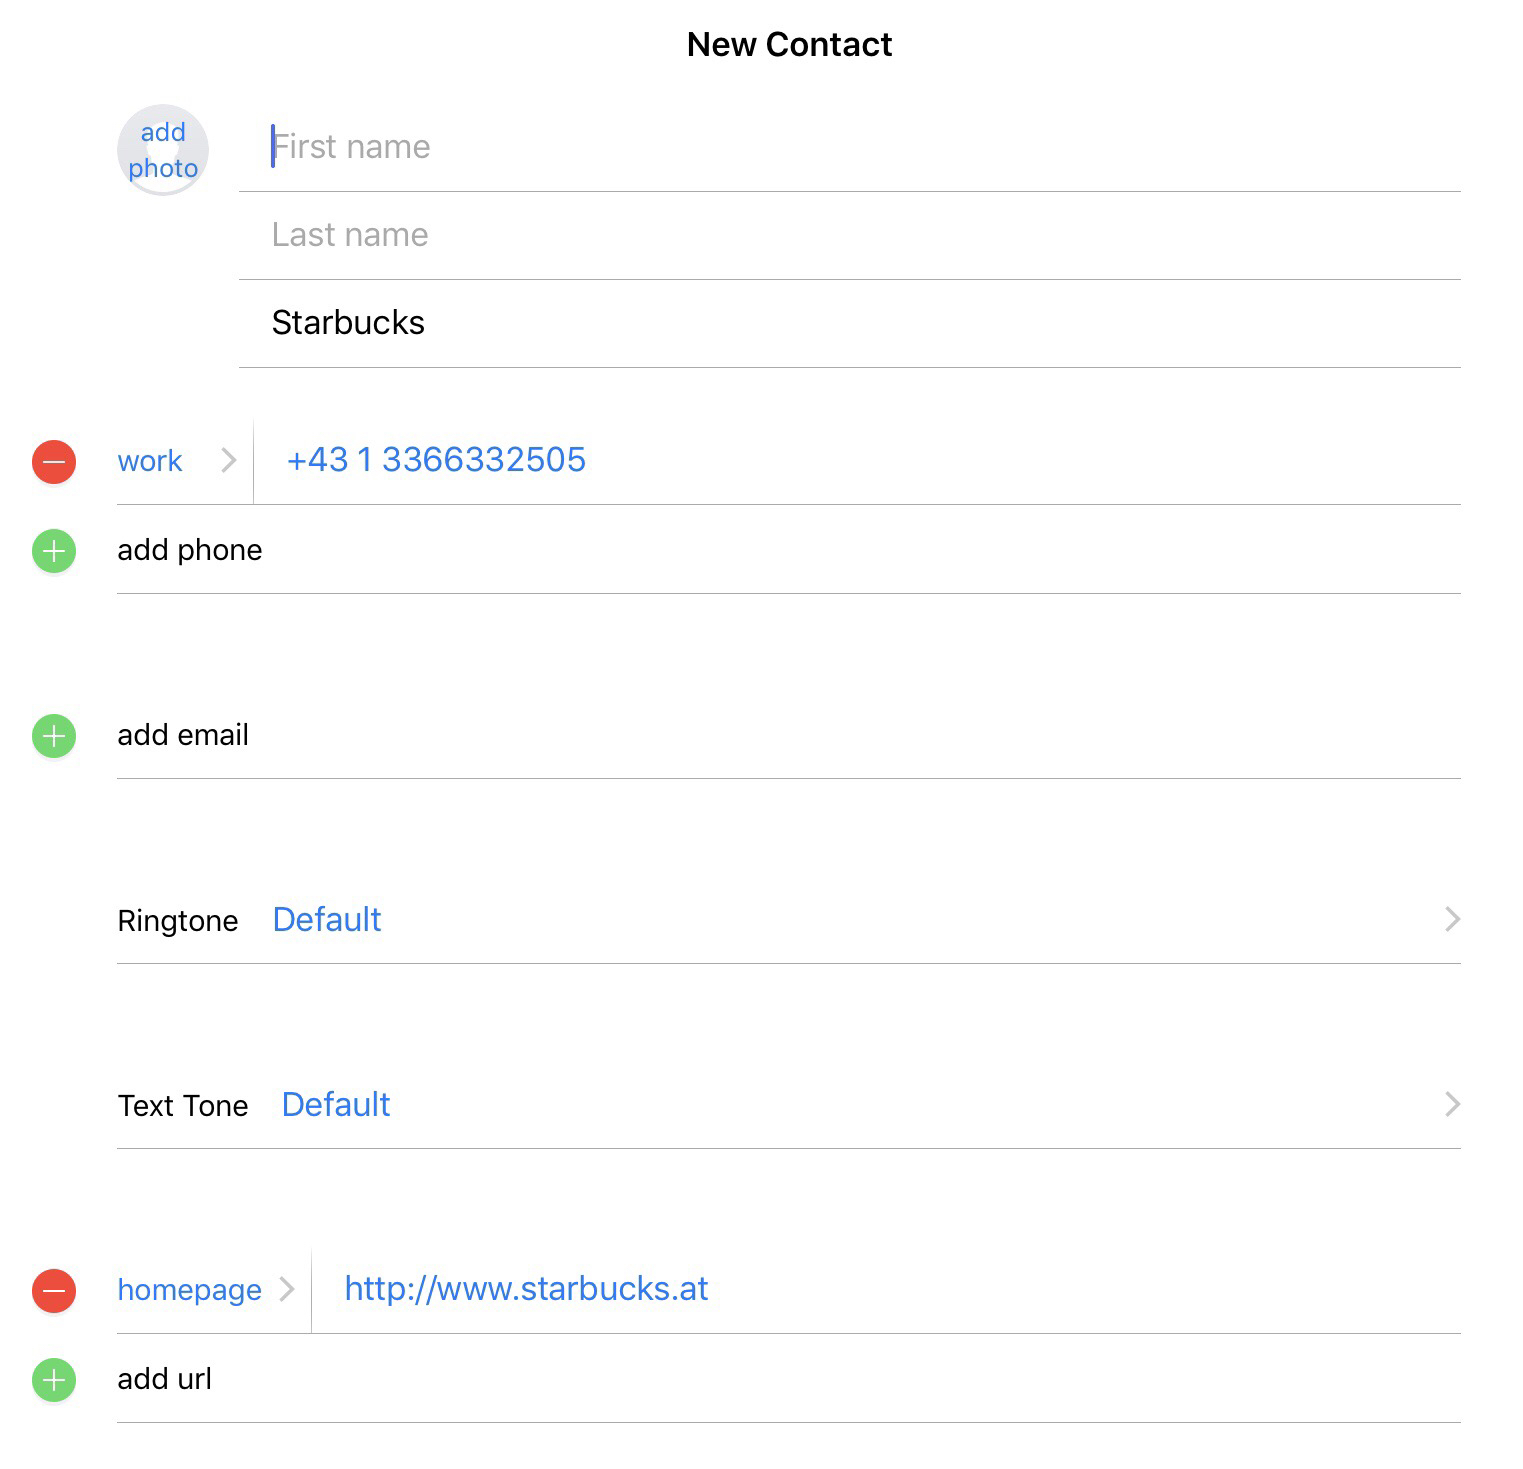 New Contact
add
photo
First name
Last name
Starbucks
work +43 1 3366332505
add phone
add email
Ringtone Default
Text Tone Default
homepage http://www.starbucks.at
add url